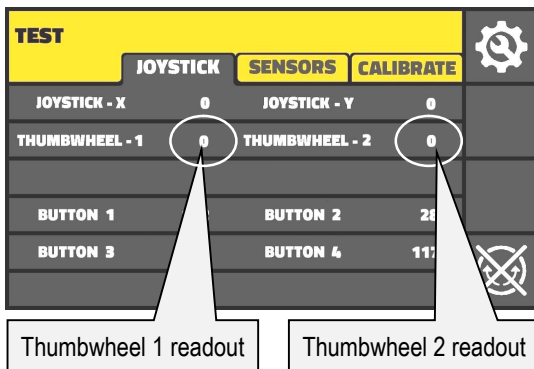 TEST
JOYSTICK SENSORS CALIBRATE
JOYSTICK - X 0 JOYSTICK - Y 0
THUMBWHEEL - 1 0 THUMBWHEEL - 2 0
BUTTON 1 BUTTON 2
BUTTON 3 BUTTON 4
Thumbwheel 1 readout Thumbwheel 2 readout